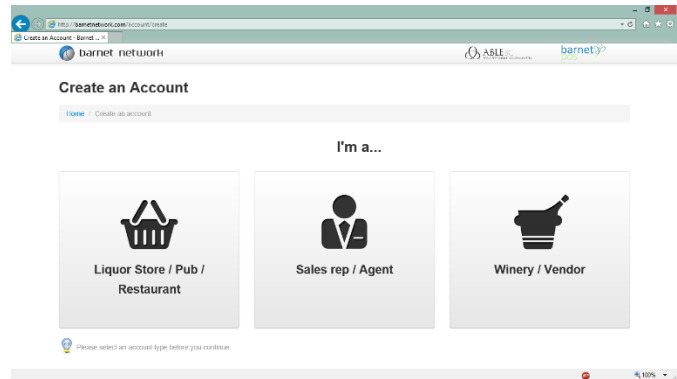 http://barnetnetwork.com/account/create
Create an Account - Barnet ...
barnet network
ABLE BC
barnet
pos
Create an Account
Home / Create an account
I'm a...
Liquor Store / Pub /
Restaurant
Sales rep / Agent
Winery / Vendor
Please select an account type before you continue
100%